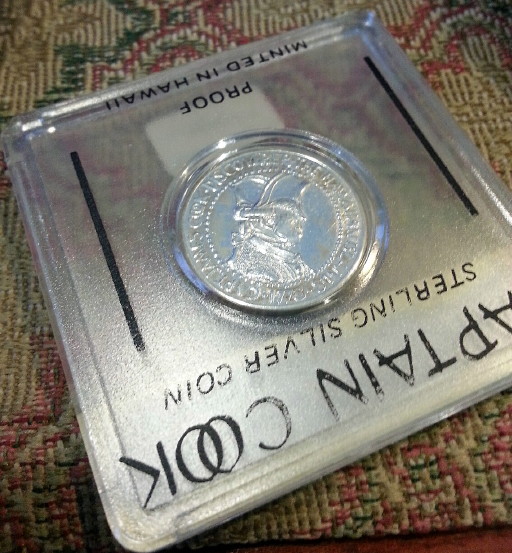 APTAIN COOK
STERLING SILVER COIN
PROOF
MINTED IN HAWAII